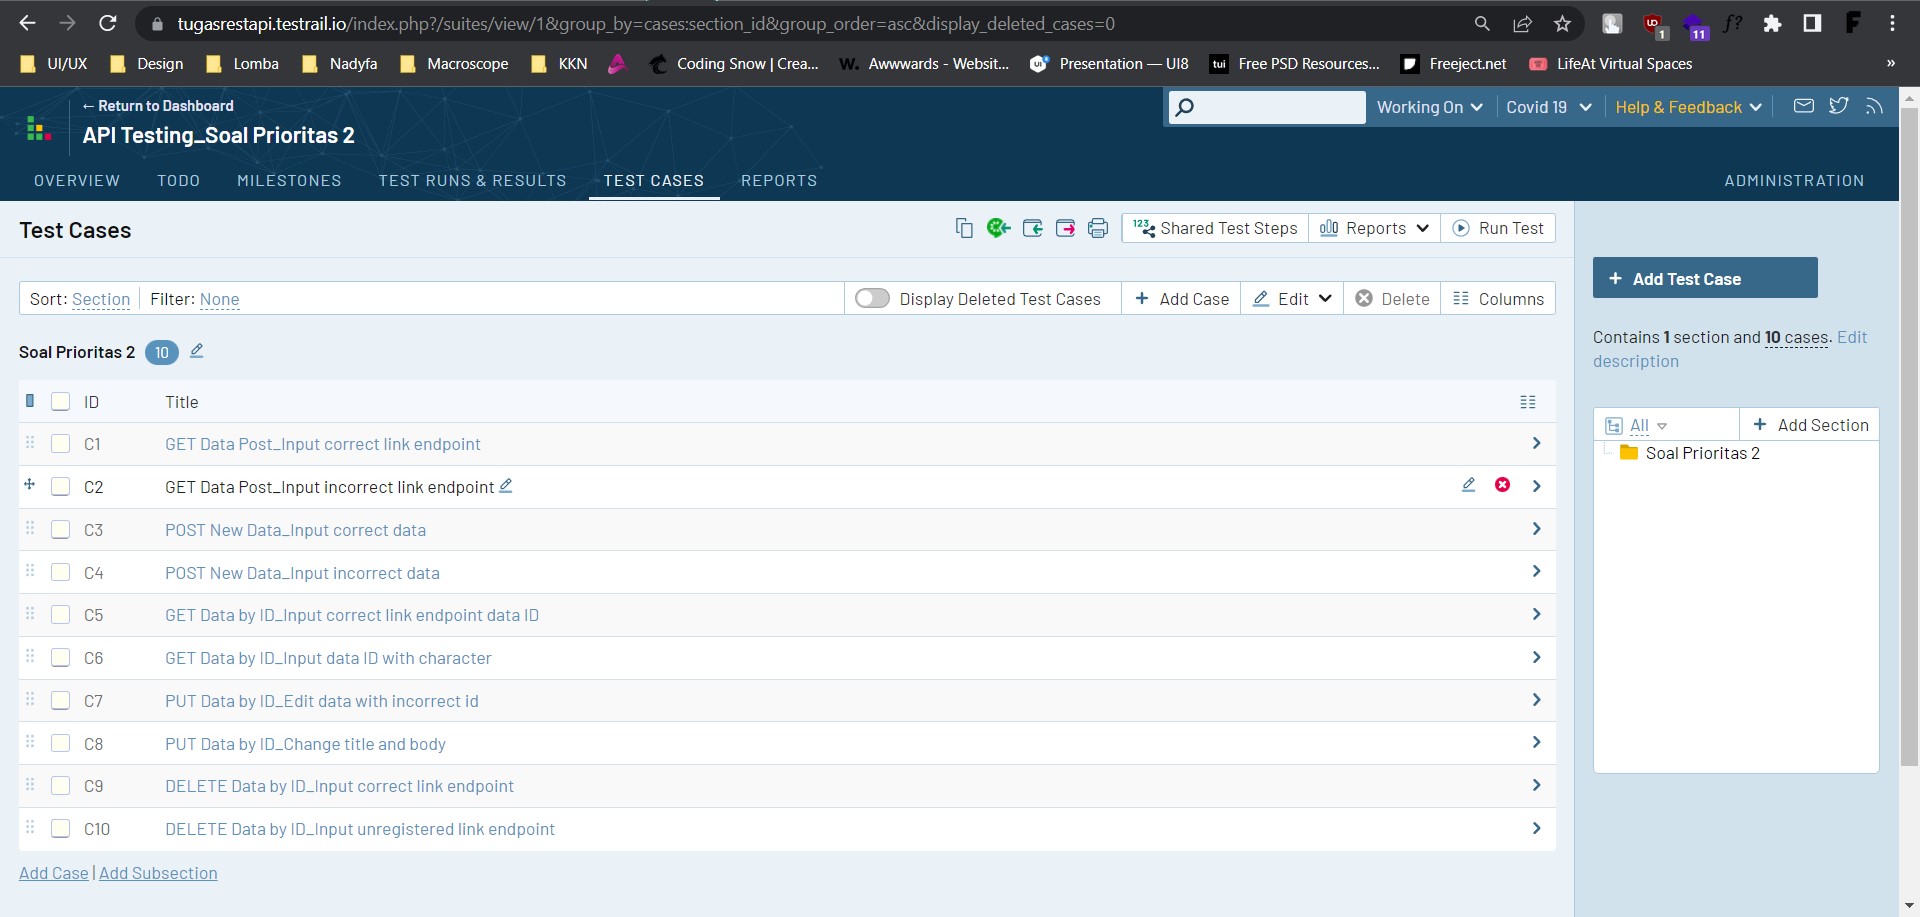 tugasrestapi.testrail.io/index.php?/suites/view/1&group_by=cases:section_id&group_order=asc&display_deleted_cases=0
1
11
f?
F
UI/UX
Design
Lomba
Nadyfa
Macroscope
KKN
Coding Snow | Crea...
W.
Awwwards - Websit...
UI
Presentation — UI8
tui
Free PSD Resources...
Freeject.net
LifeAt Virtual Spaces
»
← Return to Dashboard
API Testing_Soal Prioritas 2
Working On
Covid 19
Help & Feedback
OVERVIEW
TODO
MILESTONES
TEST RUNS & RESULTS
TEST CASES
REPORTS
ADMINISTRATION
Test Cases
123
Shared Test Steps
Reports
Run Test
Sort: Section
Filter: None
Display Deleted Test Cases
+ Add Case
Edit
Delete
Columns
+ Add Test Case
Contains 1 section and 10 cases. Edit
description
Soal Prioritas 2 10
ID Title
C1 GET Data Post_Input correct link endpoint
C2 GET Data Post_Input incorrect link endpoint
C3 POST New Data_Input correct data
C4 POST New Data_Input incorrect data
C5 GET Data by ID_Input correct link endpoint data ID
C6 GET Data by ID_Input data ID with character
C7 PUT Data by ID_Edit data with incorrect id
C8 PUT Data by ID_Change title and body
C9 DELETE Data by ID_Input correct link endpoint
C10 DELETE Data by ID_Input unregistered link endpoint
Add Case | Add Subsection
All
+ Add Section
Soal Prioritas 2